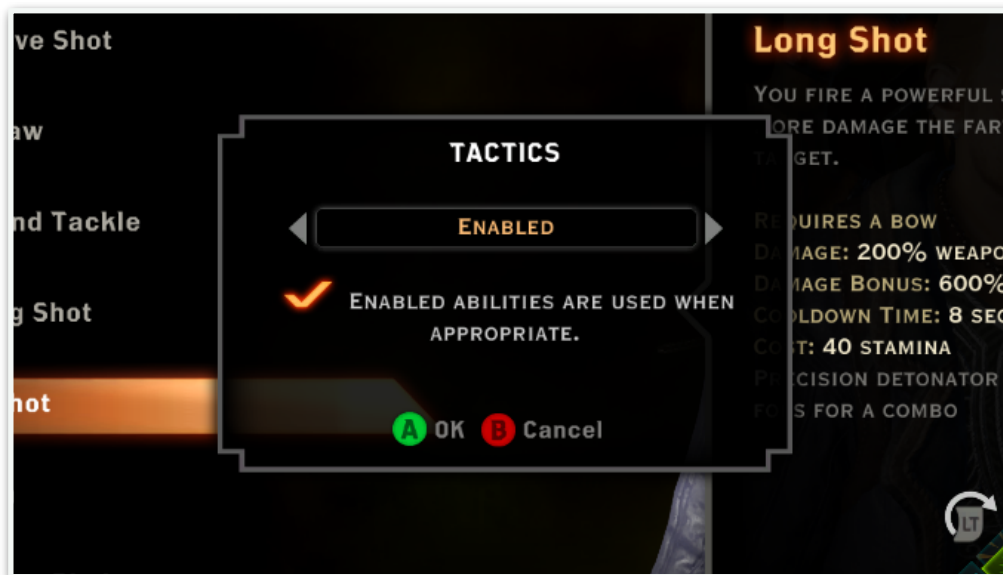 ve Shot
aw
nd Tackle
g Shot
hot
TACTICS
ENABLED
ENABLED ABILITIES ARE USED WHEN
APPROPRIATE.
A OK B Cancel
Long Shot
YOU FIRE A POWERFUL
ORE DAMAGE THE FAR
TARGET.
REQUIRES A BOW
DAMAGE: 200% WEAPO
DAMAGE BONUS: 600%
COOLDOWN TIME: 8 SEC
COST: 40 STAMINA
PRECISION DETONATOR
S FOR A COMBO
LT